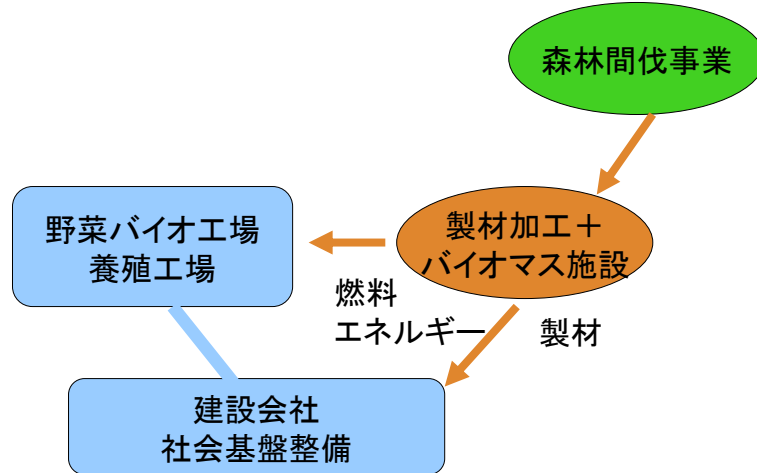 森林間伐事業
製材加工＋
バイオマス施設
野菜バイオ工場
養殖工場
燃料
エネルギー
製材
建設会社
社会基盤整備